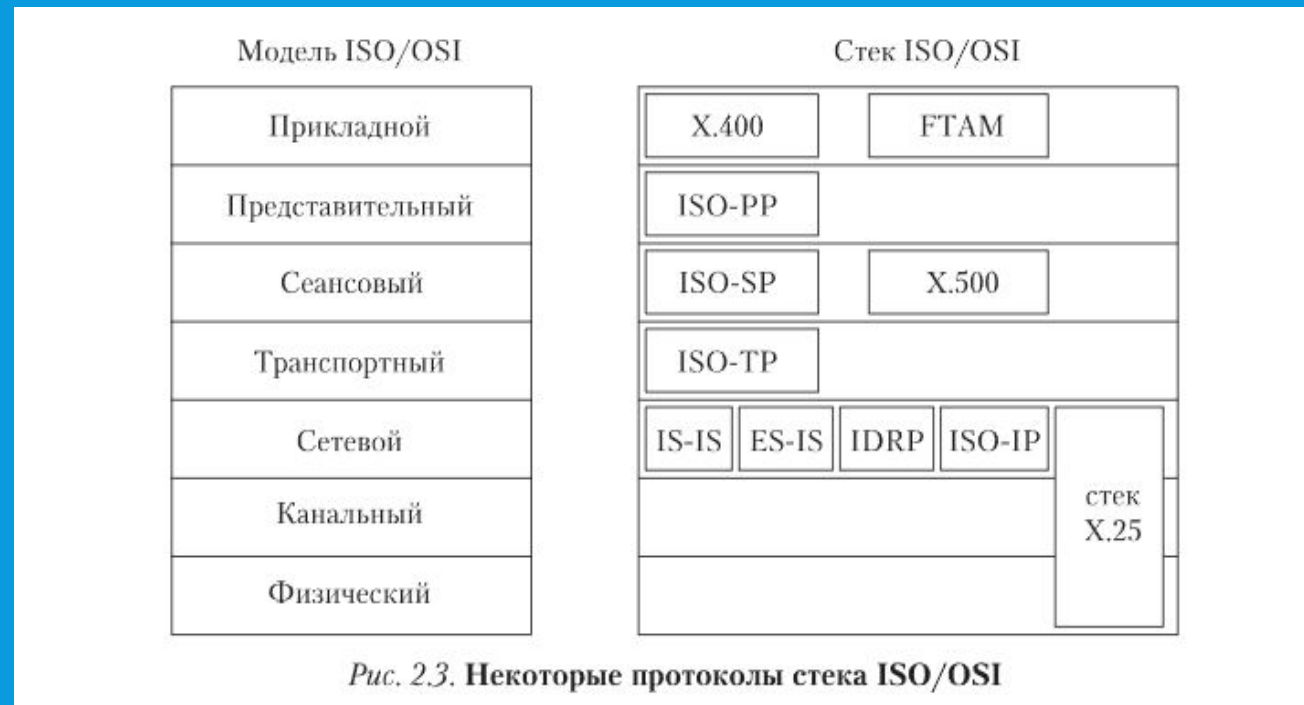 Модель ISO/OSI
Стек ISO/OSI
Прикладной
X.400
FTAM
Представительный
ISO-PP
Сеансовый
ISO-SP
X.500
Транспортный
ISO-TP
Сетевой
IS-IS
ES-IS
IDRP
ISO-IP
Канальный
стек
X.25
Физический
Рис. 2.3. Некоторые протоколы стека ISO/OSI